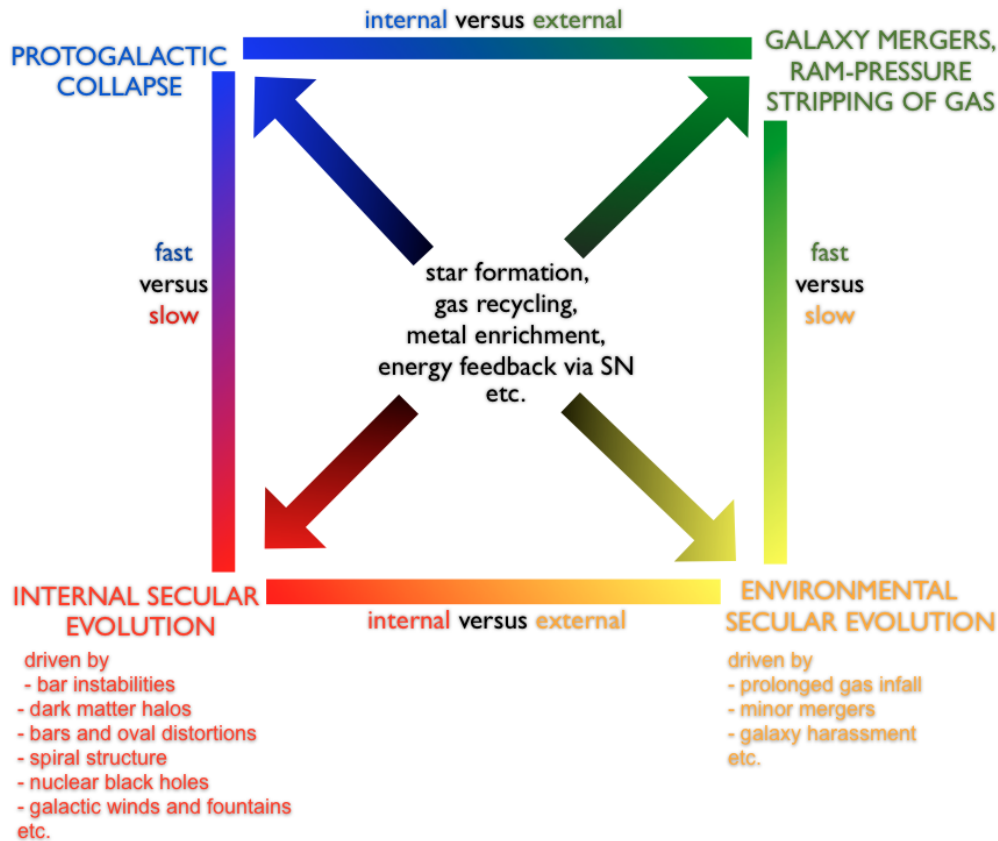 internal versus external
PROTOGALACTIC
COLLAPSE
GALAXY MERGERS,
RAM-PRESSURE
STRIPPING OF GAS
fast
versus
slow
star formation,
gas recycling,
metal enrichment,
energy feedback via SN
etc.
fast
versus
slow
INTERNAL SECULAR
EVOLUTION
internal versus external
ENVIRONMENTAL
SECULAR EVOLUTION
driven by
- bar instabilities
- dark matter halos
- bars and oval distortions
- spiral structure
- nuclear black holes
- galactic winds and fountains
etc.
driven by
- prolonged gas infall
- minor mergers
- galaxy harassment
etc.